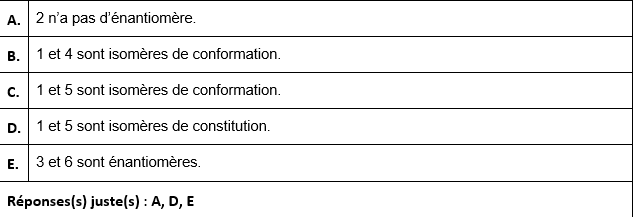 A. 2 n’a pas d’énantiomère.
B. 1 et 4 sont isomères de conformation.
C. 1 et 5 sont isomères de conformation.
D. 1 et 5 sont isomères de constitution.
E. 3 et 6 sont énantiomères.
Réponses(s) juste(s) : A, D, E